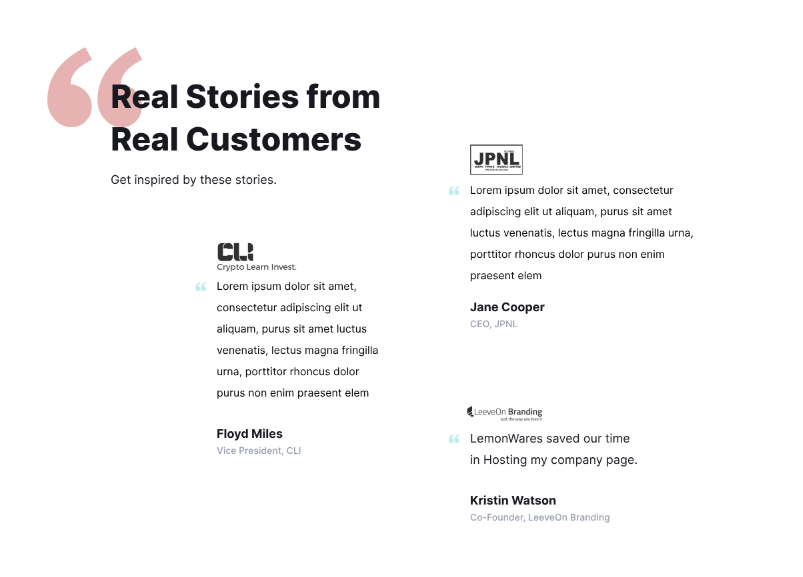 “
Real Stories from
Real Customers
Get inspired by these stories.
CLI
Crypto Learn Invest.
“ Lorem ipsum dolor sit amet,
consectetur adipiscing elit ut
aliquam, purus sit amet luctus
venenatis, lectus magna fringilla
urna, porttitor rhoncus dolor
purus non enim praesent elem
Floyd Miles
Vice President, CLI
JPNL
“ Lorem ipsum dolor sit amet, consectetur
adipiscing elit ut aliquam, purus sit amet
luctus venenatis, lectus magna fringilla urna,
porttitor rhoncus dolor purus non enim
praesent elem
Jane Cooper
CEO, JPNL
LeeveOn Branding
just the way you
“ LemonWares saved our time
in Hosting my company page.
Kristin Watson
Co-Founder, LeeveOn Branding